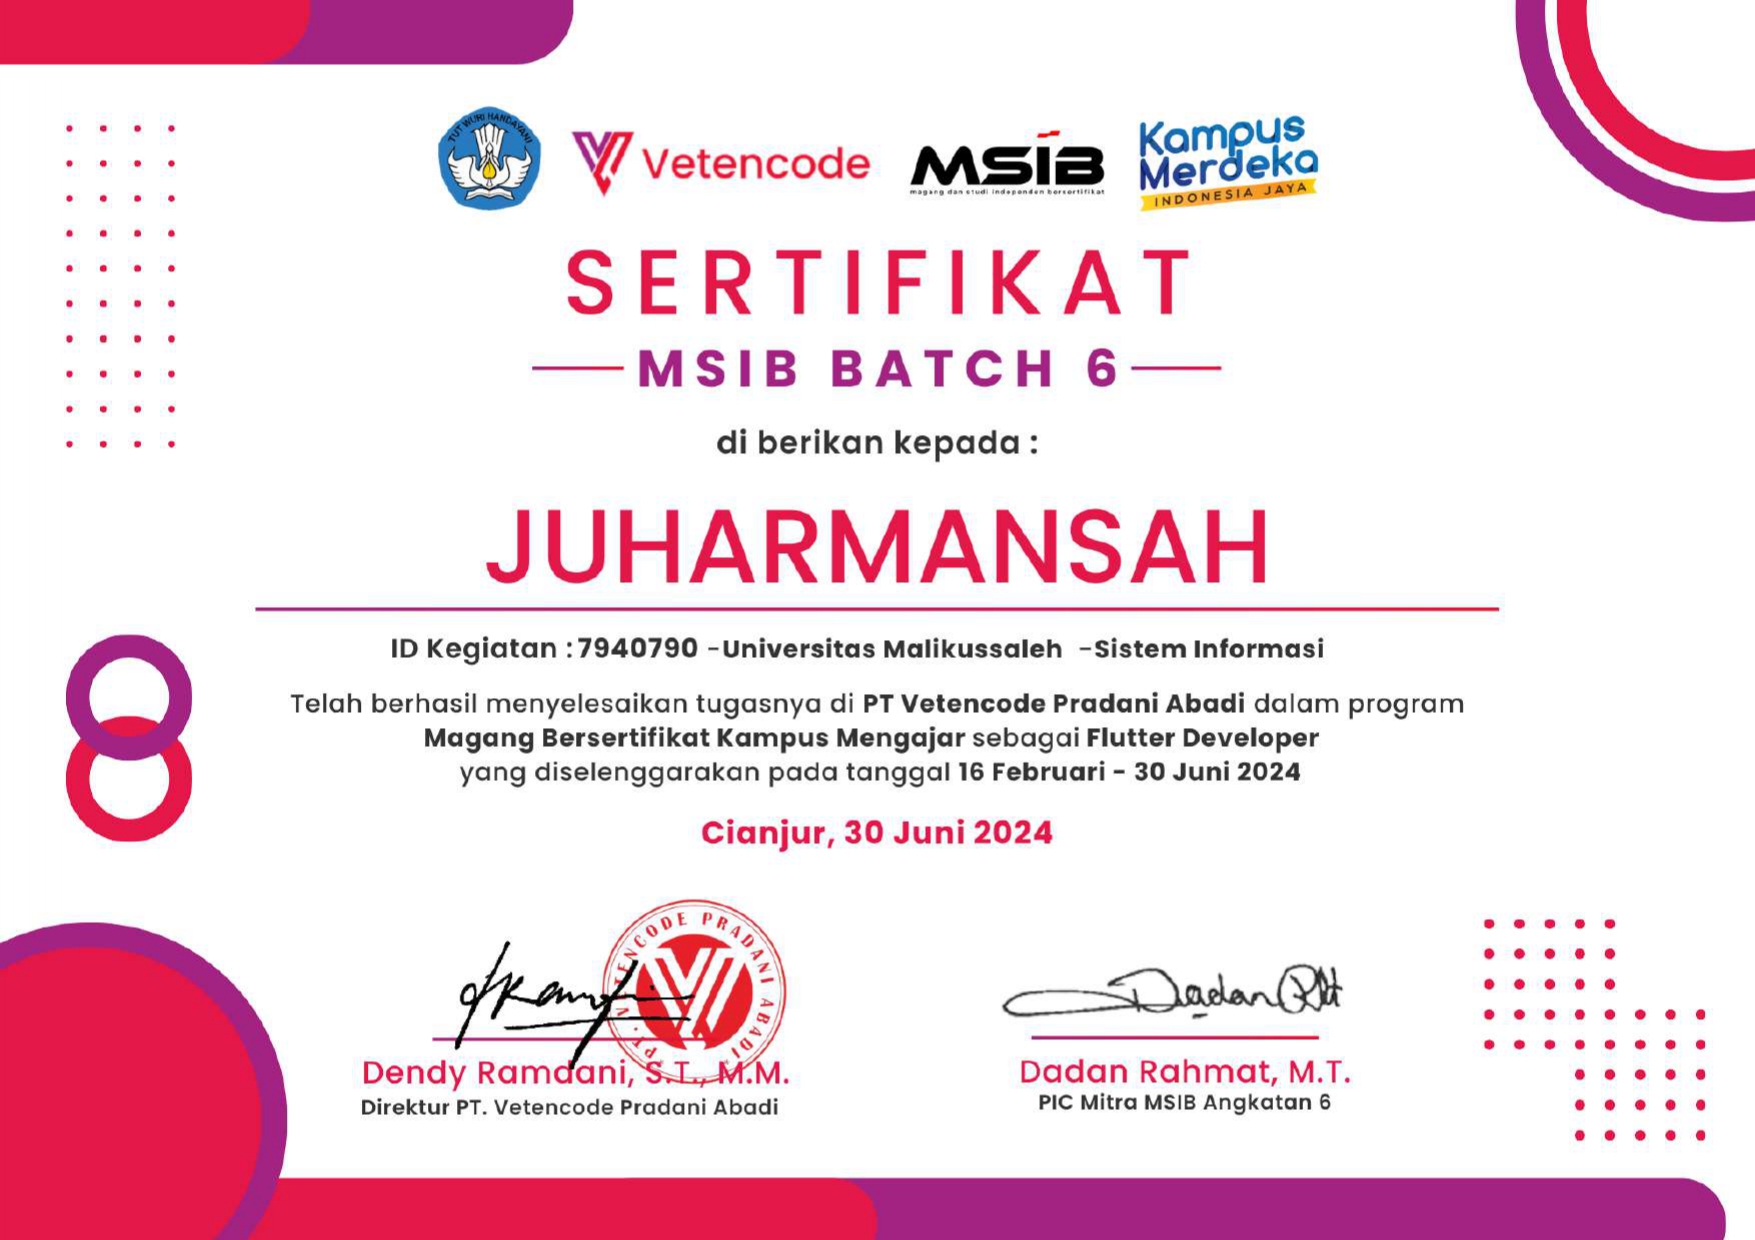 TUT WURI HANDAYANI
Vetencode
MSIB
magang dan studi independen bersertifikat
Kampus
Merdeka
INDONESIA JAYA
SERTIFIKAT
MSIB BATCH 6
di berikan kepada :
JUHARMANSAH
ID Kegiatan : 7940790 -Universitas Malikussaleh -Sistem Informasi
Telah berhasil menyelesaikan tugasnya di PT Vetencode Pradani Abadi dalam program
Magang Bersertifikat Kampus Mengajar sebagai Flutter Developer
yang diselenggarakan pada tanggal 16 Februari - 30 Juni 2024
Cianjur, 30 Juni 2024
PT. VETENCODE PRADANI ABADI
Dendy Ramdani, S.T., M.M.
Direktur PT. Vetencode Pradani Abadi
Dadan
Dadan Rahmat, M.T.
PIC Mitra MSIB Angkatan 6